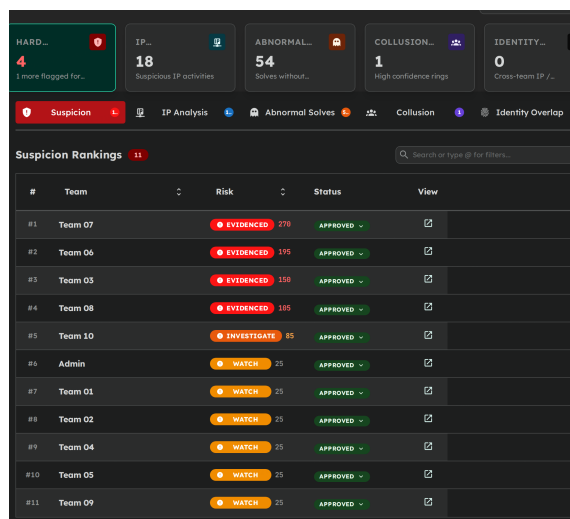 HARD…
IP…
ABNORMAL…
COLLUSION…
IDENTITY…
4
18
54
1
0
1 more flagged for…
Suspicious IP activities
Solves without…
High confidence rings
Cross-team IP /…
Suspicion 1…
IP Analysis 1…
Abnormal Solves 5…
Collusion 1
Identity Overlap
Suspicion Rankings 11
Search or type @ for filters…
# Team Risk Status View
#1 Team 07 EVIDENCED 270 APPROVED
#2 Team 06 EVIDENCED 195 APPROVED
#3 Team 03 EVIDENCED 150 APPROVED
#4 Team 08 EVIDENCED 105 APPROVED
#5 Team 10 INVESTIGATE 85 APPROVED
#6 Admin WATCH 25 APPROVED
#7 Team 01 WATCH 25 APPROVED
#8 Team 02 WATCH 25 APPROVED
#9 Team 04 WATCH 25 APPROVED
#10 Team 05 WATCH 25 APPROVED
#11 Team 09 WATCH 25 APPROVED